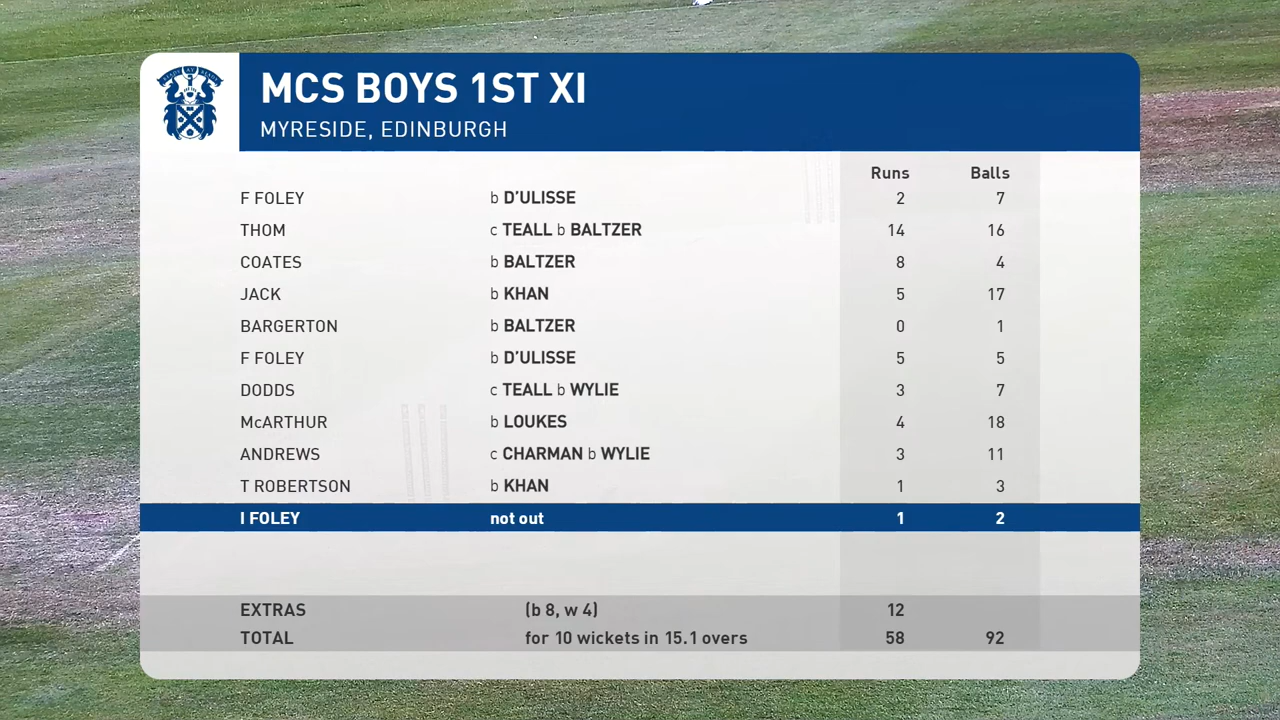 MCS BOYS 1ST XI
MYRESIDE, EDINBURGH
Runs Balls
F FOLEY b D'ULISSE 2 7
THOM c TEALL b BALTZER 14 16
COATES b BALTZER 8 4
JACK b KHAN 5 17
BARGERTON b BALTZER 0 1
F FOLEY b D'ULISSE 5 5
DODDS c TEALL b WYLIE 3 7
McARTHUR b LOUKES 4 18
ANDREWS c CHARMAN b WYLIE 3 11
T ROBERTSON b KHAN 1 3
I FOLEY not out 1 2
EXTRAS (b 8, w 4) 12
TOTAL for 10 wickets in 15.1 overs 58 92